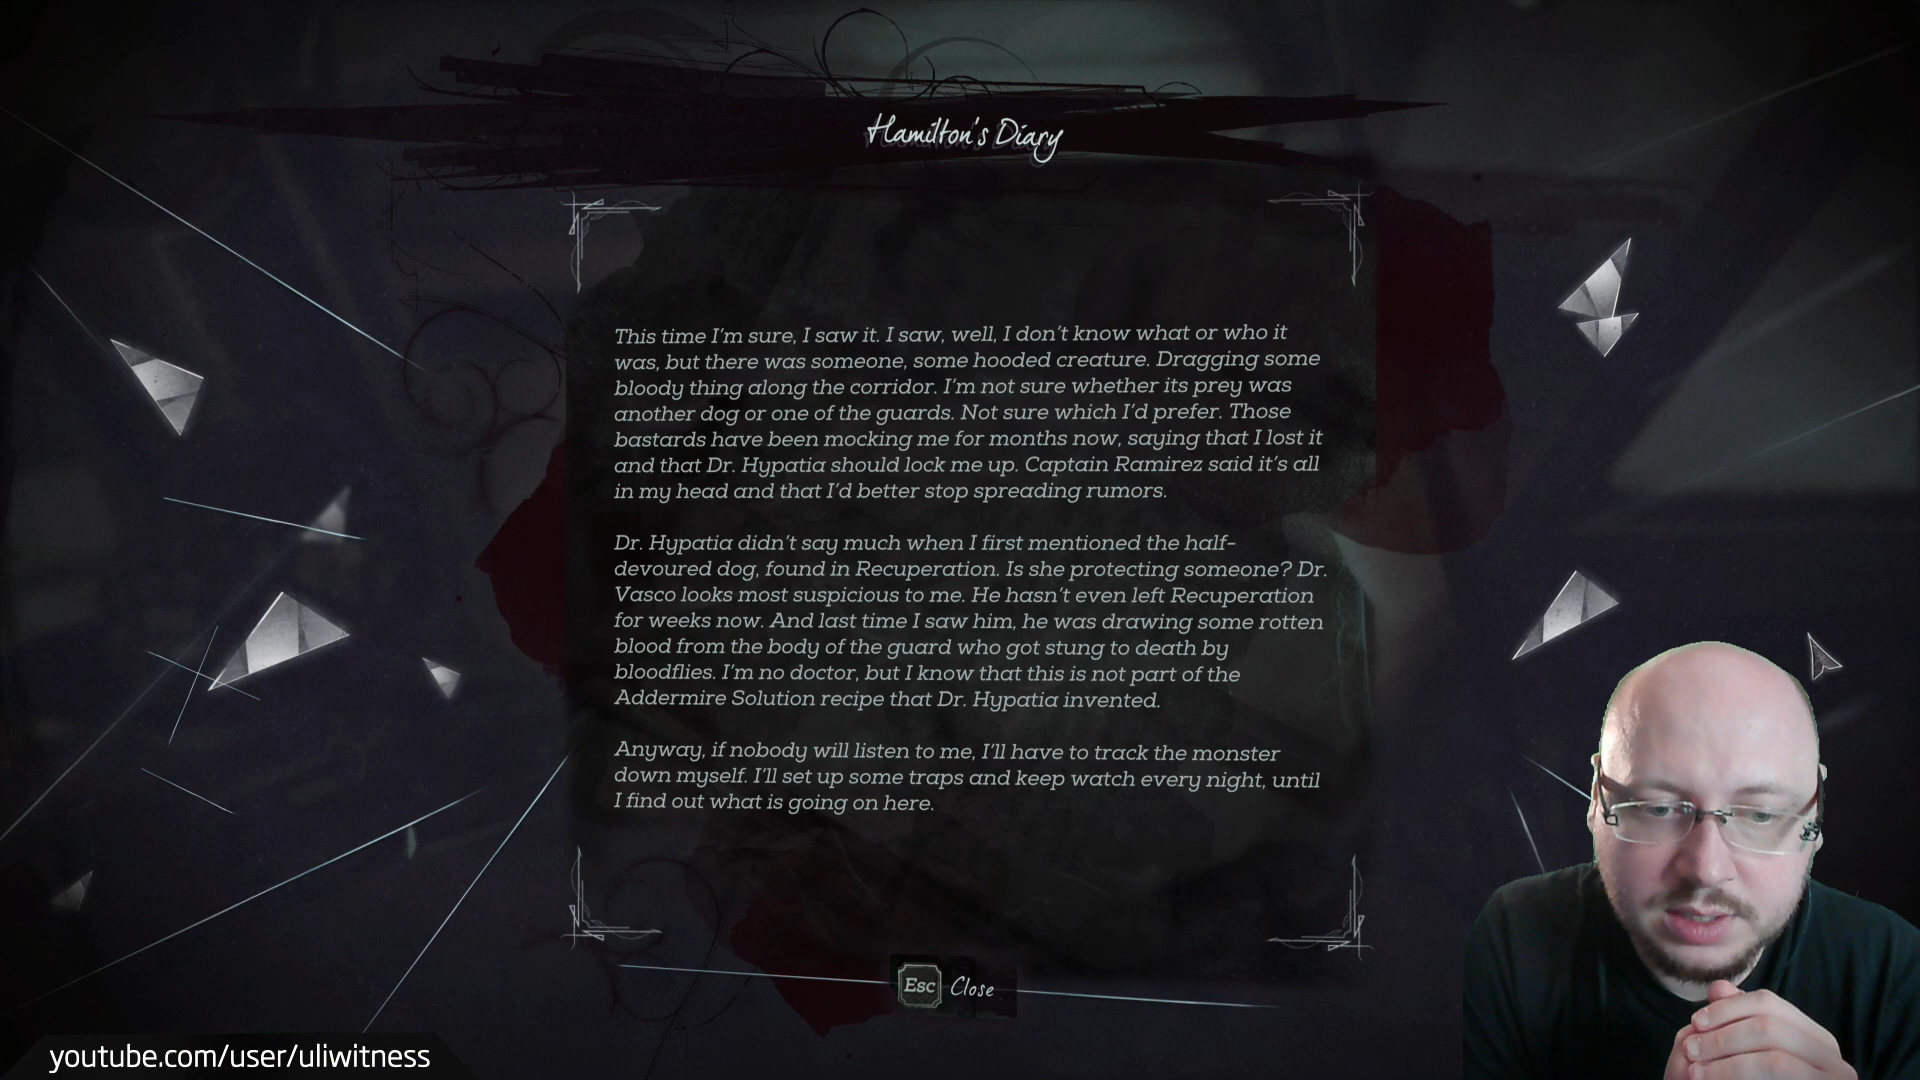 Hamilton's Diary
This time I'm sure, I saw it. I saw, well, I don't know what or who it
was, but there was someone, some hooded creature. Dragging some
bloody thing along the corridor. I'm not sure whether its prey was
another dog or one of the guards. Not sure which I'd prefer. Those
bastards have been mocking me for months now, saying that I lost it
and that Dr. Hypatia should lock me up. Captain Ramirez said it's all
in my head and that I'd better stop spreading rumors.
Dr. Hypatia didn't say much when I first mentioned the half-
devoured dog, found in Recuperation. Is she protecting someone? Dr.
Vasco looks most suspicious to me. He hasn't even left Recuperation
for weeks now. And last time I saw him, he was drawing some rotten
blood from the body of the guard who got stung to death by
bloodflies. I'm no doctor, but I know that this is not part of the
Addermire Solution recipe that Dr. Hypatia invented.
Anyway, if nobody will listen to me, I'll have to track the monster
down myself. I'll set up some traps and keep watch every night, until
I find out what is going on here.
Esc Close
youtube.com/user/uliwitness